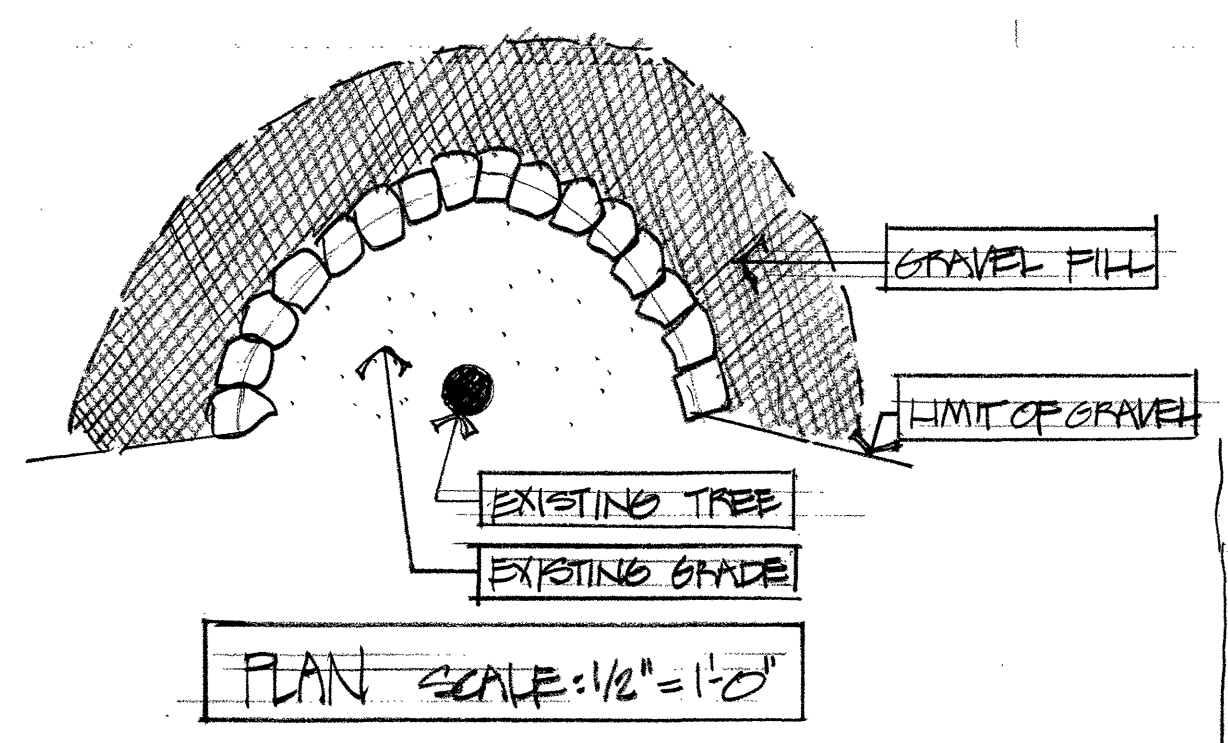 GRAVEL FILL
LIMIT OF GRAVEL
EXISTING TREE
EXISTING GRADE
PLAN SCALE: 1/2" = 1'-0"